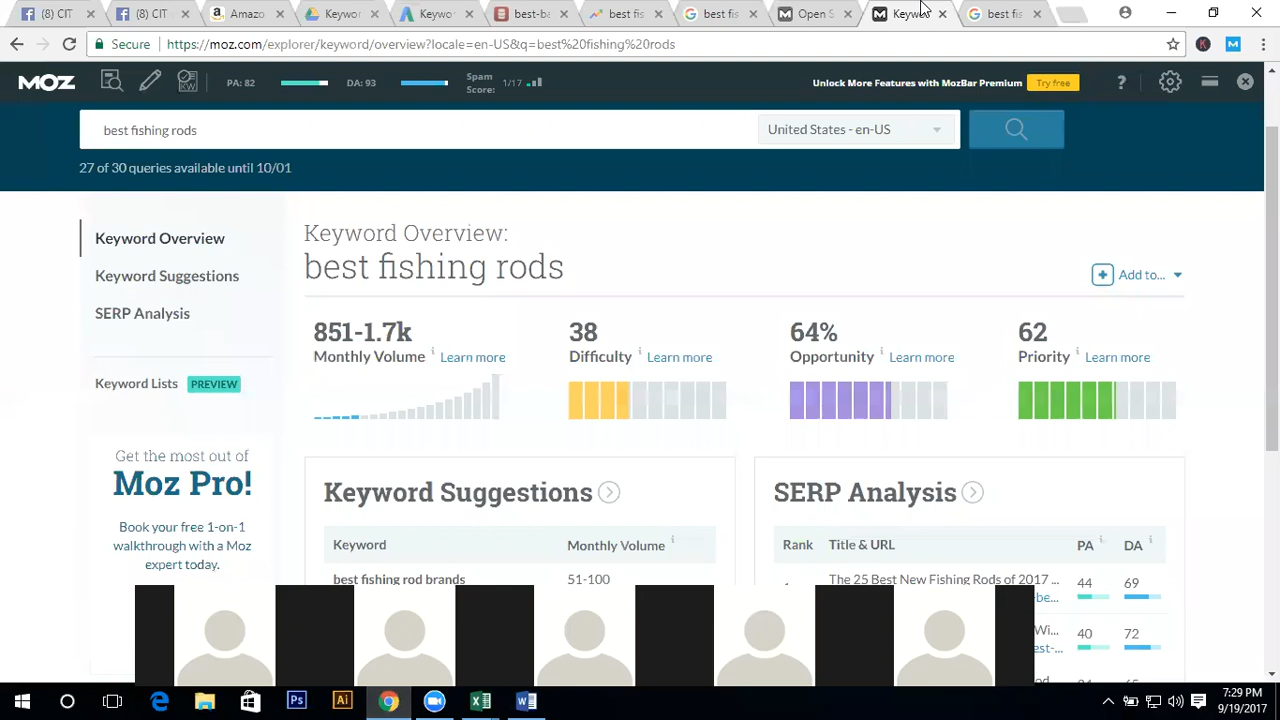 (8) CIT
(8) CIT
Amazo
Keywor
Keywo
best-ba
best fis
best fis
Open S
Keyw
best fis
Secure
https://moz.com/explorer/keyword/overview?locale=en-US&q=best%20fishing%20rods
MOZ
PA: 82
DA: 93
Spam
Score:
1/17
Unlock More Features with MozBar Premium
Try free
?
best fishing rods
United States - en-US
27 of 30 queries available until 10/01
Keyword Overview
Keyword Suggestions
SERP Analysis
Keyword Lists PREVIEW
Get the most out of
Moz Pro!
Book your free 1-on-1
walkthrough with a Moz
expert today.
Keyword Overview:
best fishing rods
Add to...
851-1.7k
Monthly Volume i Learn more
38
Difficulty i Learn more
64%
Opportunity i Learn more
62
Priority i Learn more
Keyword Suggestions
Keyword Monthly Volume i
best fishing rod brands 51-100
SERP Analysis
Rank Title & URL PA i DA i
The 25 Best New Fishing Rods of 2017 ... 44 69
be...
Wi... 40 72
est-...
Ps
Ai
7:29 PM
9/19/2017